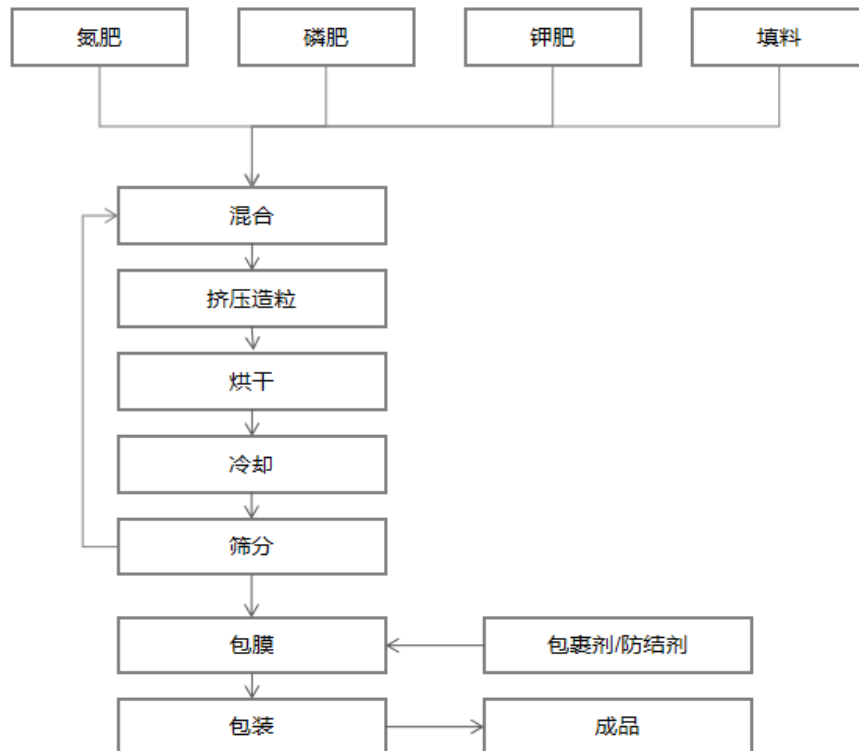 氮肥
磷肥
钾肥
填料
混合
挤压造粒
烘干
冷却
筛分
包膜
包裹剂/防结剂
包装
成品